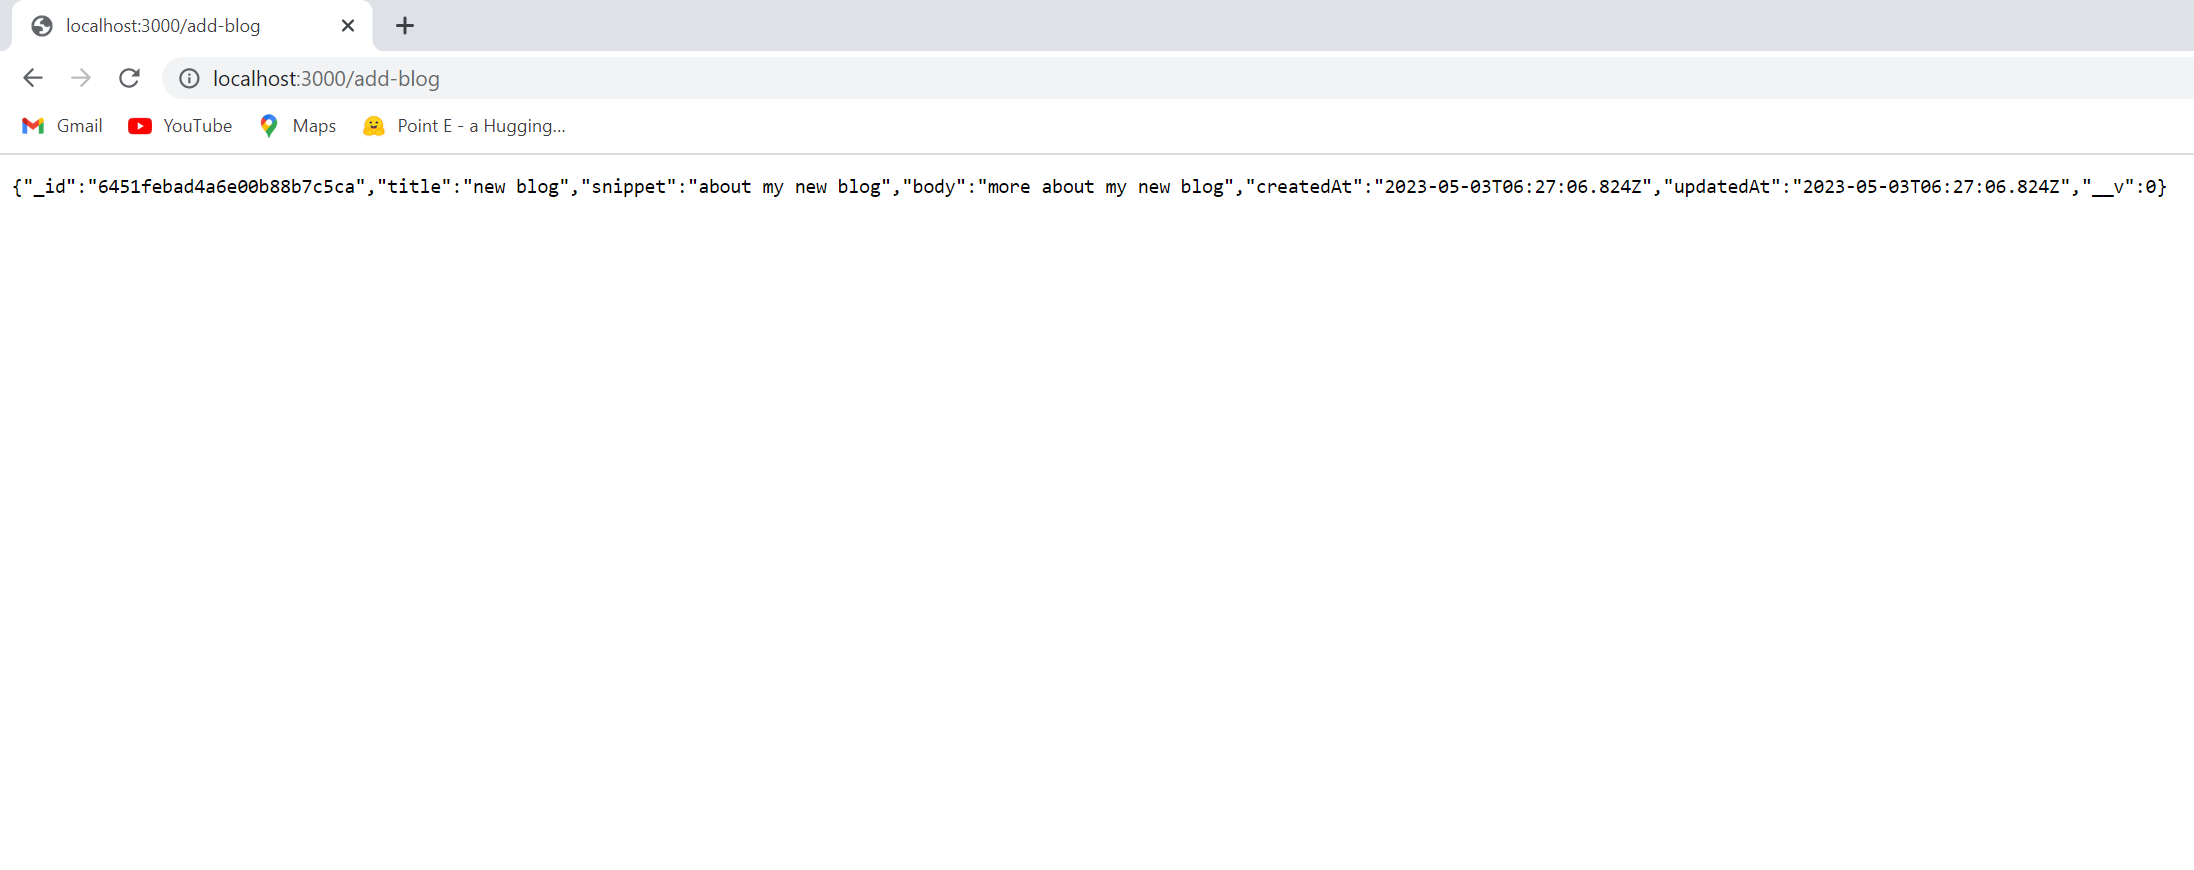 localhost:3000/add-blog
localhost:3000/add-blog
Gmail YouTube Maps Point E - a Hugging...
{"_id":"6451febad4a6e00b88b7c5ca","title":"new blog","snippet":"about my new blog","body":"more about my new blog","createdAt":"2023-05-03T06:27:06.824Z","updatedAt":"2023-05-03T06:27:06.824Z","__v":0}